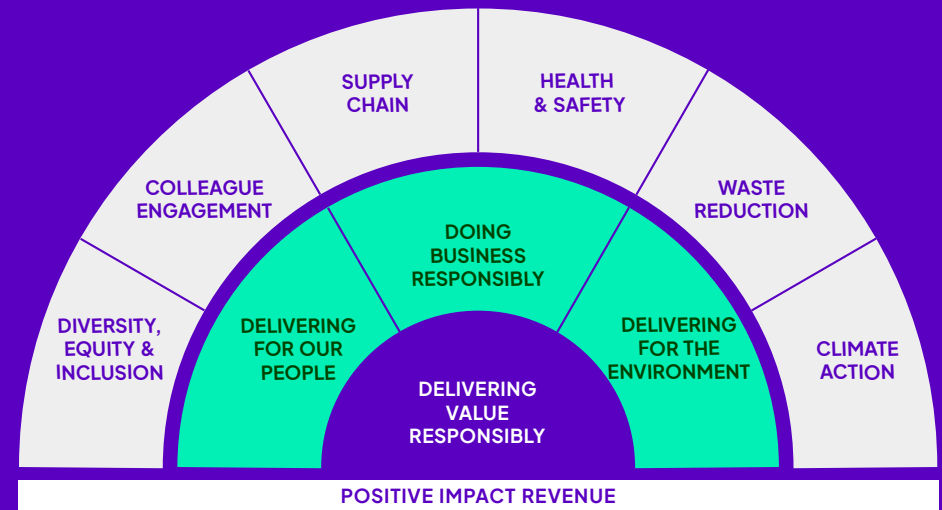 SUPPLY
CHAIN
HEALTH
& SAFETY
COLLEAGUE
ENGAGEMENT
WASTE
REDUCTION
DOING
BUSINESS
RESPONSIBLY
DIVERSITY,
EQUITY &
INCLUSION
DELIVERING
FOR OUR
PEOPLE
DELIVERING
FOR THE
ENVIRONMENT
CLIMATE
ACTION
DELIVERING
VALUE
RESPONSIBLY
POSITIVE IMPACT REVENUE